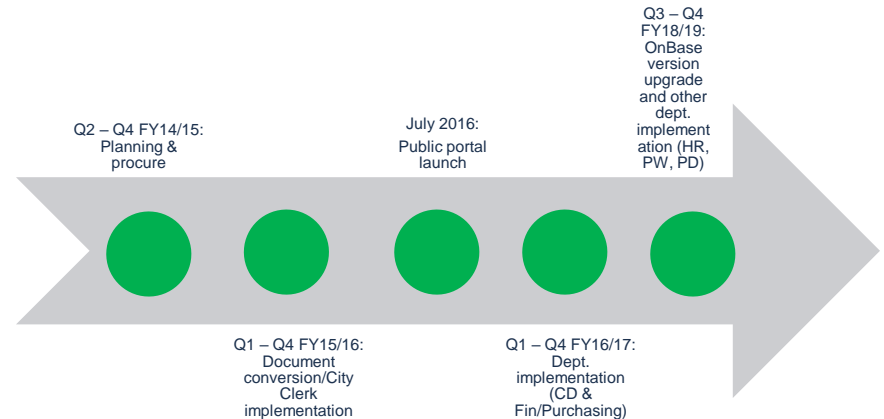 Q2 – Q4 FY14/15:
Planning &
procure
Q1 – Q4 FY15/16:
Document
conversion/City
Clerk
implementation
July 2016:
Public portal
launch
Q1 – Q4 FY16/17:
Dept.
implementation
(CD &
Fin/Purchasing)
Q3 – Q4
FY18/19:
OnBase
version
upgrade
and other
dept.
implement
ation (HR,
PW, PD)